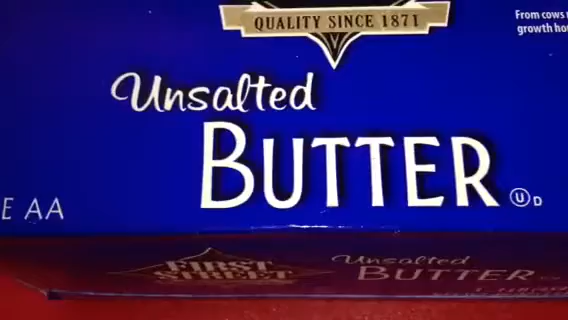 QUALITY SINCE 1871
From cows
growth ho
Unsalted
BUTTER
U D
E AA
FIRST
STREET
Unsalted
BUTTER